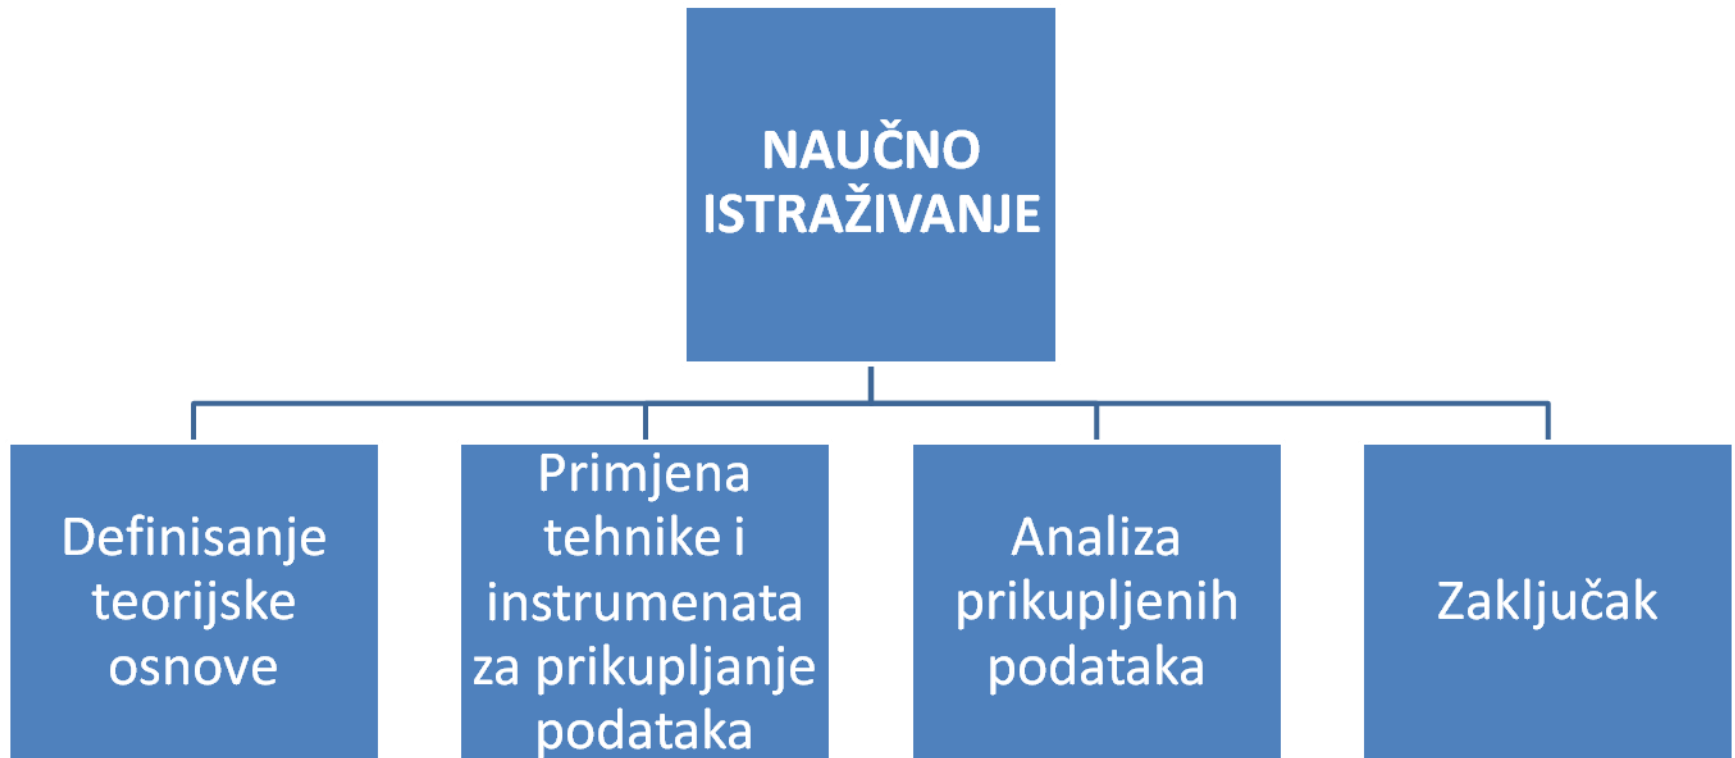 NAUČNO
ISTRAŽIVANJE
Definisanje
teorijske
osnove
Primjena
tehnike i
instrumenata
za prikupljanje
podataka
Analiza
prikupljenih
podataka
Zaključak